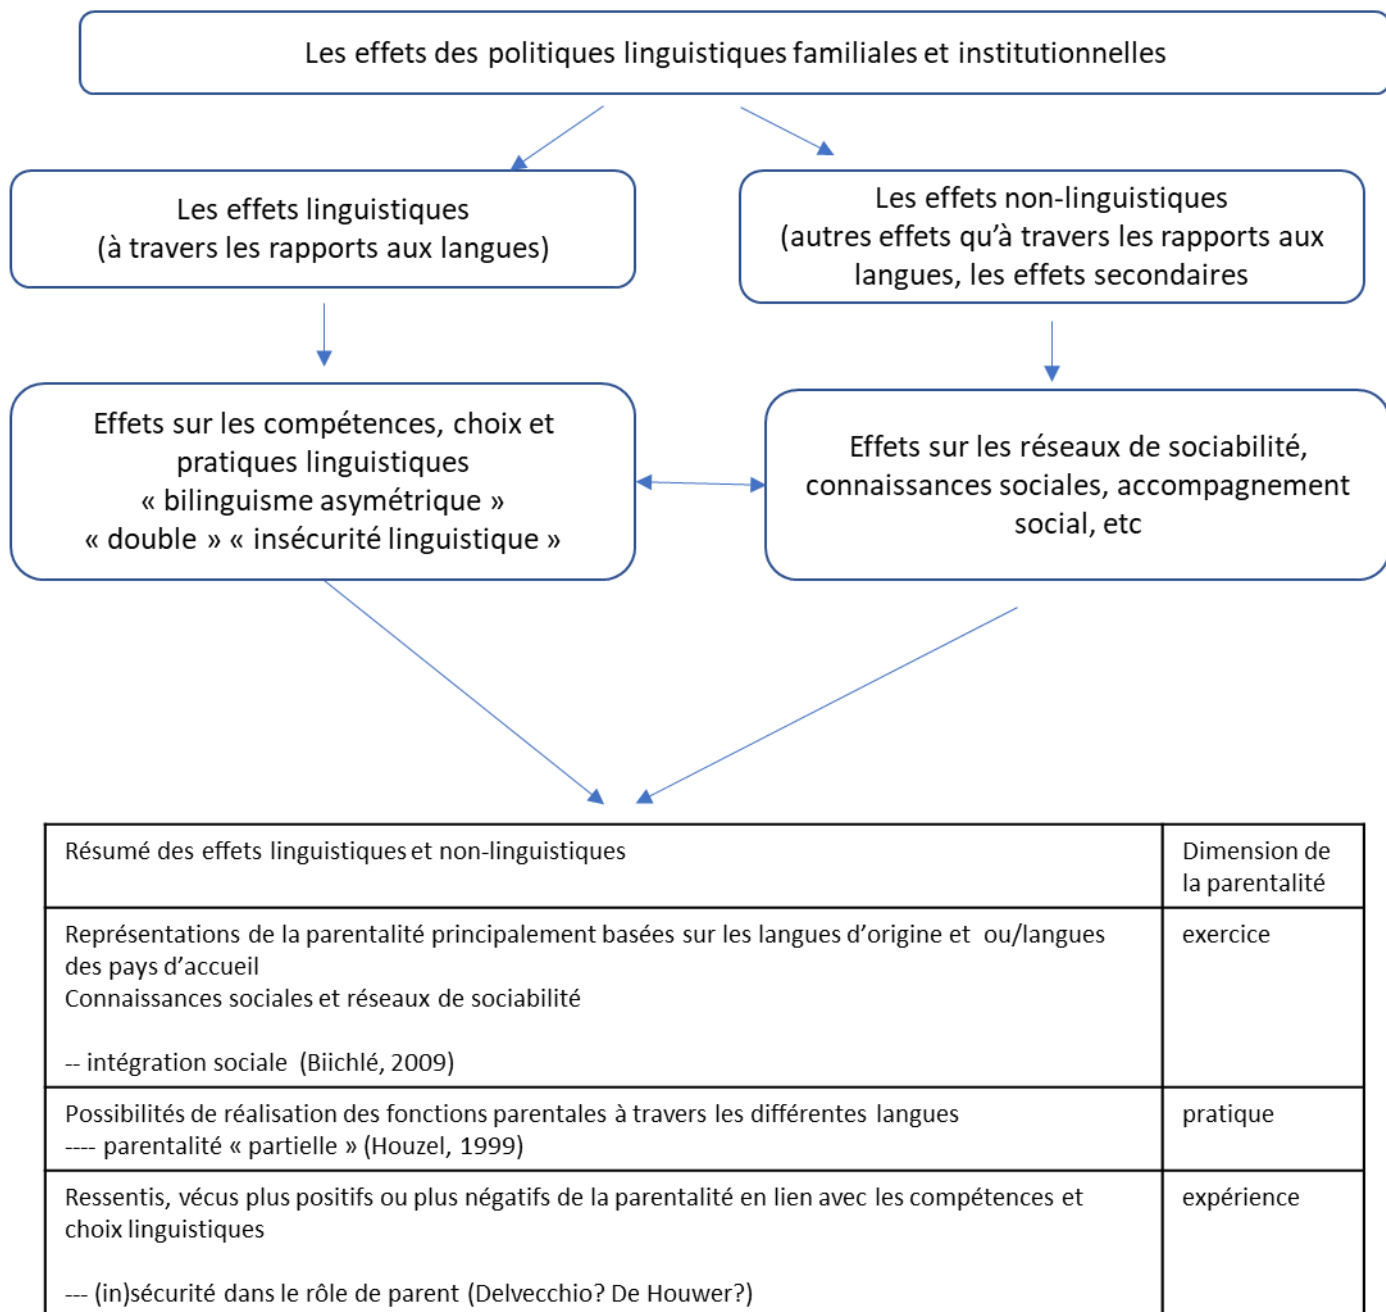 Les effets des politiques linguistiques familiales et institutionnelles
Les effets linguistiques
(à travers les rapports aux langues)
Les effets non-linguistiques
(autres effets qu'à travers les rapports aux
langues, les effets secondaires
Effets sur les compétences, choix et
pratiques linguistiques
« bilinguisme asymétrique »
« double » « insécurité linguistique »
Effets sur les réseaux de sociabilité,
connaissances sociales, accompagnement
social, etc
Résumé des effets linguistiques et non-linguistiques
Dimension de
la parentalité
Représentations de la parentalité principalement basées sur les langues d'origine et ou/langues
des pays d'accueil
Connaissances sociales et réseaux de sociabilité
-- intégration sociale (Biichlé, 2009)
exercice
Possibilités de réalisation des fonctions parentales à travers les différentes langues
---- parentalité « partielle » (Houzel, 1999)
pratique
Ressentis, vécus plus positifs ou plus négatifs de la parentalité en lien avec les compétences et
choix linguistiques
--- (in)sécurité dans le rôle de parent (Delvecchio? De Houwer?)
expérience